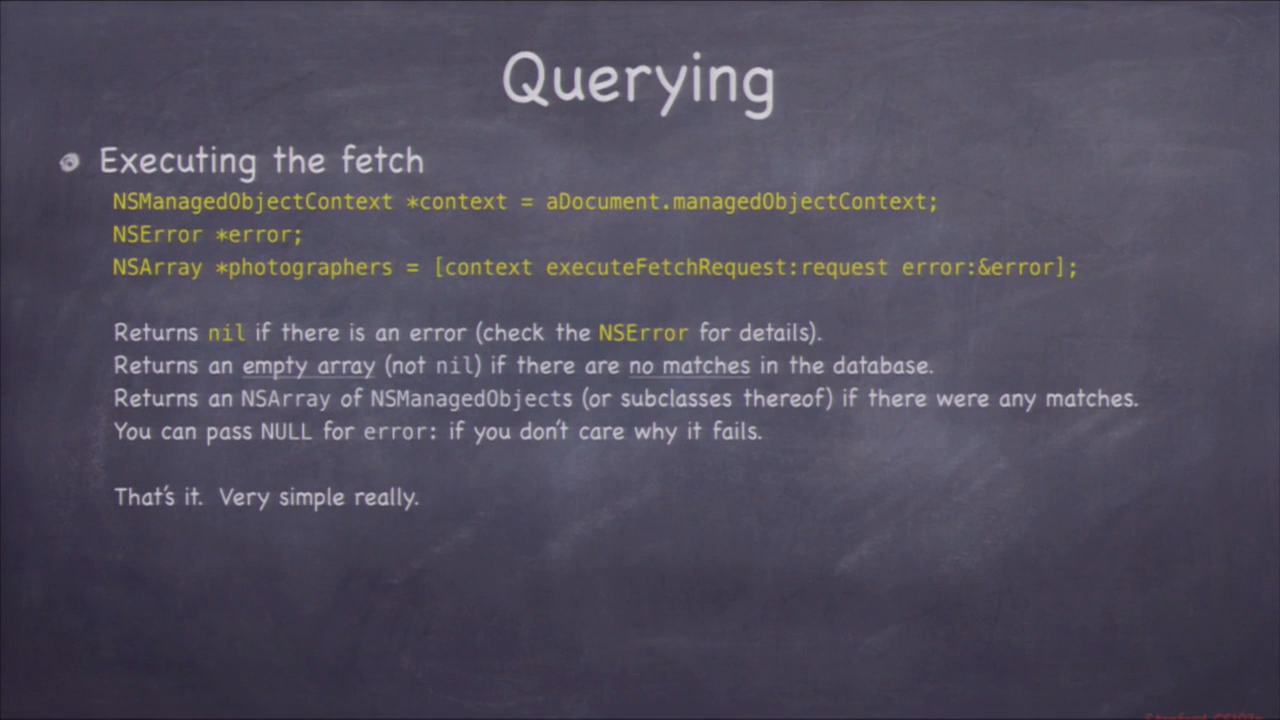 Querying
Executing the fetch
NSManagedObjectContext *context = aDocument.managedObjectContext;
NSError *error;
NSArray *photographers = [context executeFetchRequest:request error:&error];
Returns nil if there is an error (check the NSError for details).
Returns an empty array (not nil) if there are no matches in the database.
Returns an NSArray of NSManagedObjects (or subclasses thereof) if there were any matches.
You can pass NULL for error: if you don't care why it fails.
That's it. Very simple really.